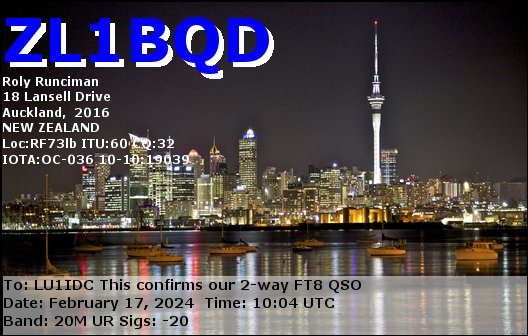 ZL1BQD
Roly Runciman
18 Lansell Drive
Auckland, 2016
NEW ZEALAND
Loc:RF73lb ITU:60 CQ:32
IOTA:OC-036 10-10:19039
To: LU1IDC This confirms our 2-way FT8 QSO
Date: February 17, 2024 Time: 10:04 UTC
Band: 20M UR Sigs: -20